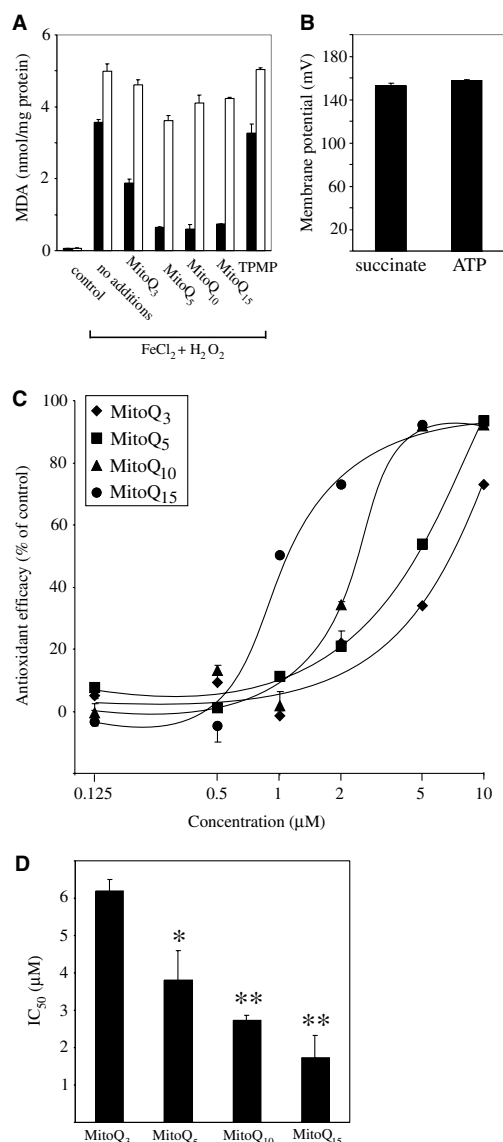 A
MDA (nmol/mg protein)
6
4
2
0
control
no additions
MitoQ3
MitoQ5
MitoQ10
MitoQ15
TPMP
FeCl2 + H2O2
B
Membrane potential (mV)
180
140
100
60
20
succinate
ATP
C
Antioxidant efficacy (% of control)
100
80
60
40
20
0
MitoQ3
MitoQ5
MitoQ10
MitoQ15
0.125
0.5
1
2
5
10
Concentration (µM)
D
IC50 (µM)
6
5
4
3
2
1
*
**
**
MitoQ3
MitoQ5
MitoQ10
MitoQ15